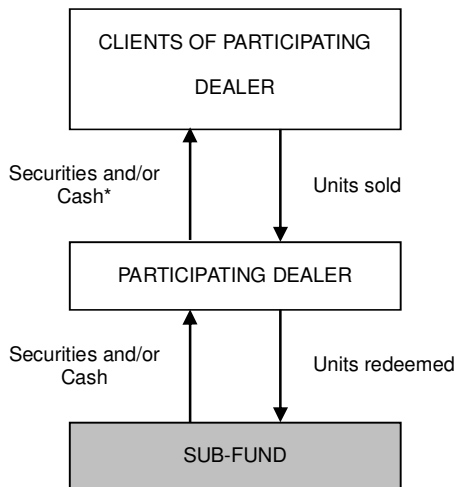 CLIENTS OF PARTICIPATING
DEALER
Securities and/or
Cash*
Units sold
PARTICIPATING DEALER
Securities and/or
Cash
Units redeemed
SUB-FUND